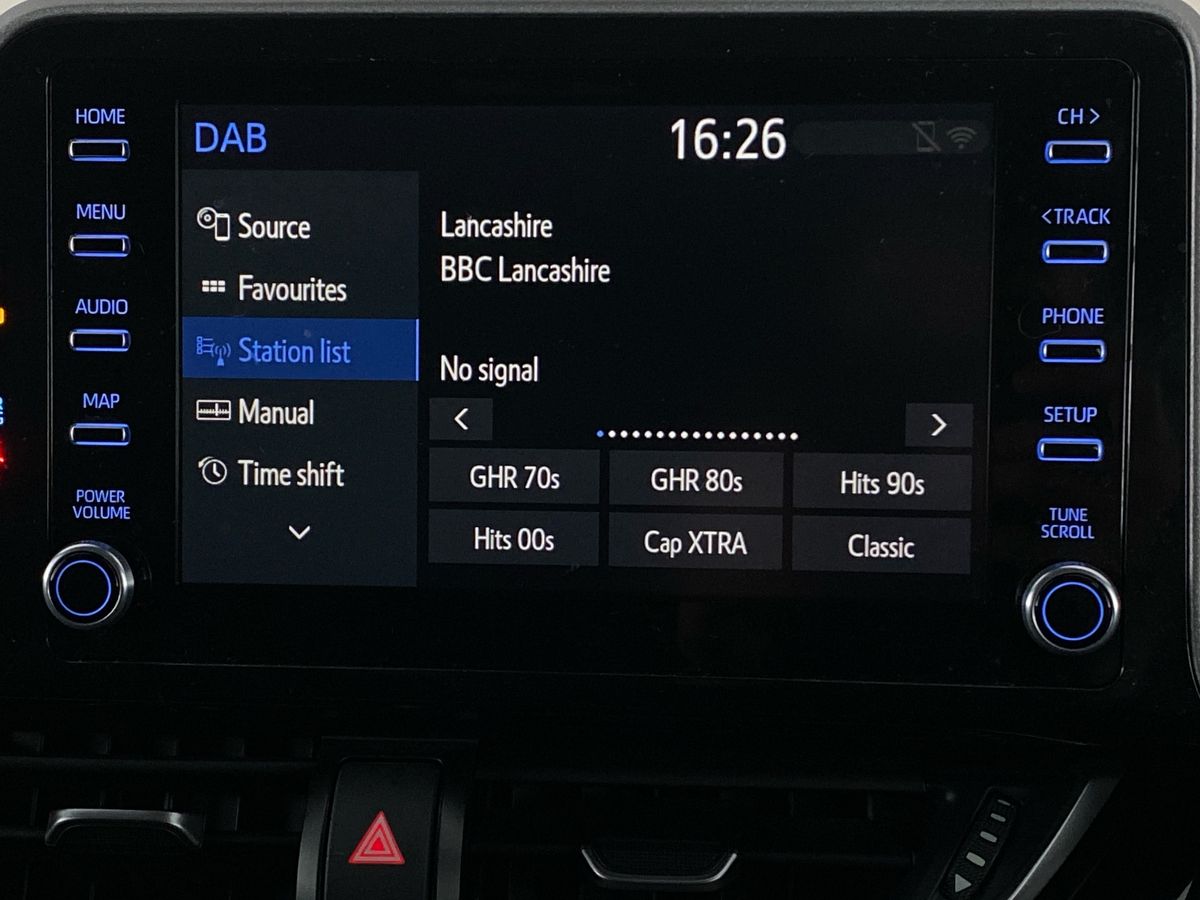 HOME
MENU
AUDIO
MAP
POWER
VOLUME
DAB
16:26
Source
Favourites
Station list
Manual
Time shift
Lancashire
BBC Lancashire
No signal
GHR 70s
GHR 80s
Hits 90s
Hits 00s
Cap XTRA
Classic
CH >
<TRACK
PHONE
SETUP
TUNE
SCROLL